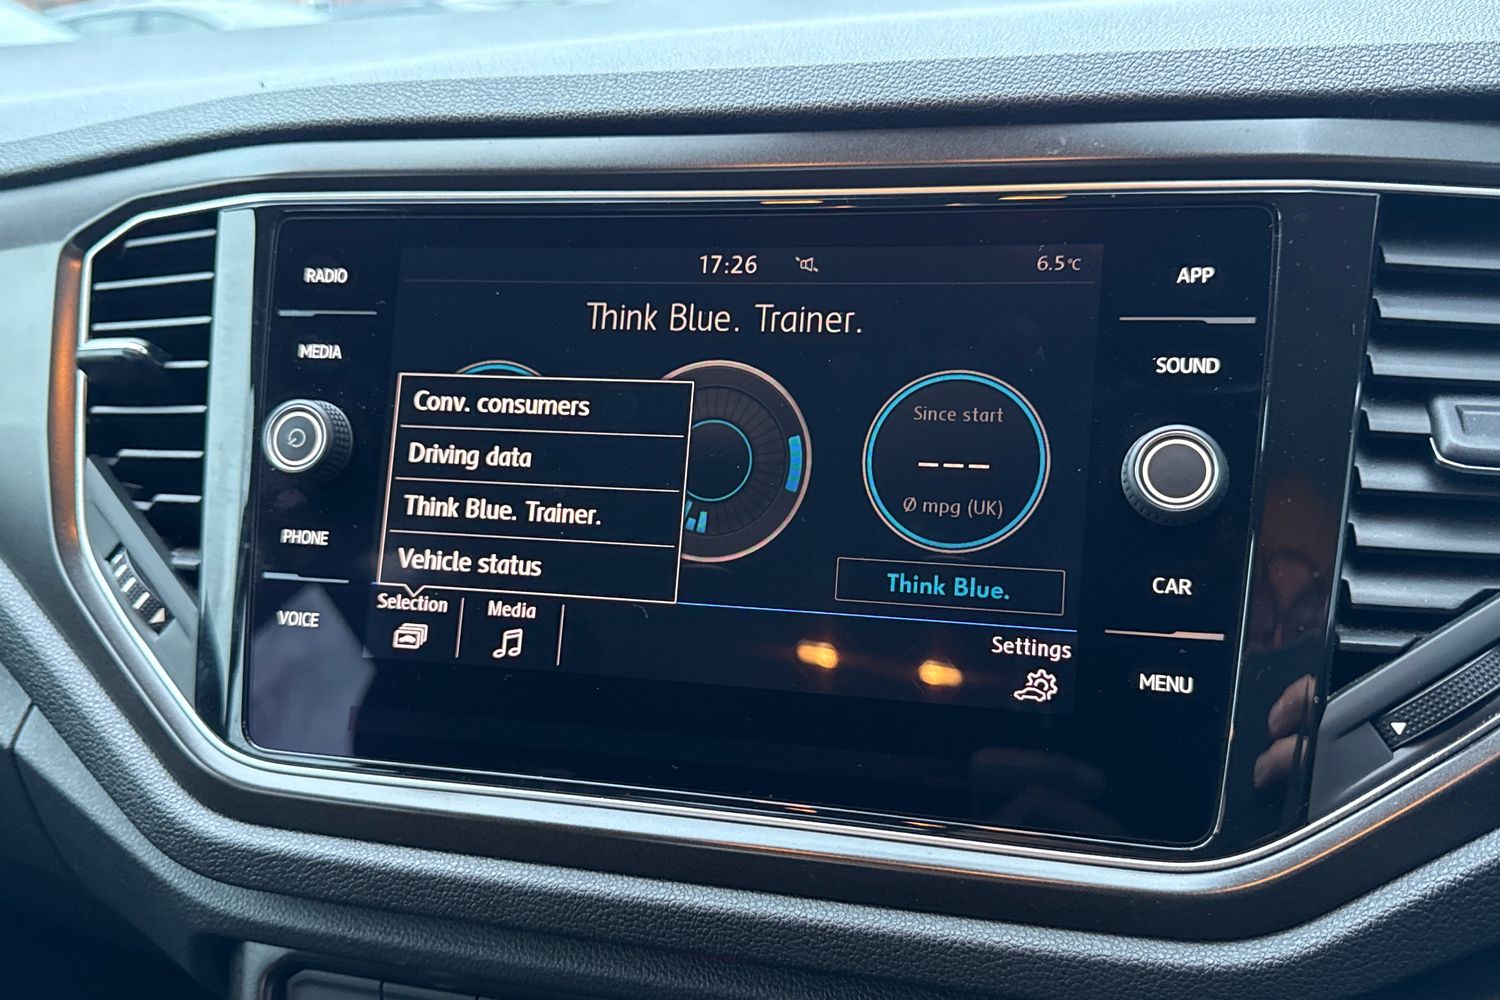 RADIO
MEDIA
PHONE
VOICE
17:26
6.5°C
Think Blue. Trainer.
Conv. consumers
Driving data
Think Blue. Trainer.
Vehicle status
Since start
---
Ø mpg (UK)
Think Blue.
Selection
Media
Settings
APP
SOUND
CAR
MENU